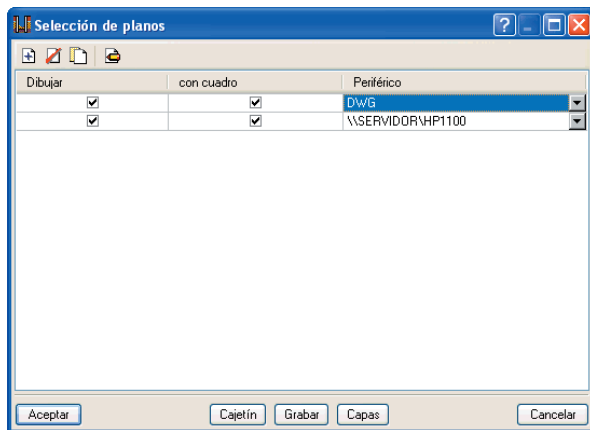 Selección de planos
Dibujar con cuadro Periférico
DWG
\\SERVIDOR\HP1100
Aceptar Cajetín Grabar Capas Cancelar